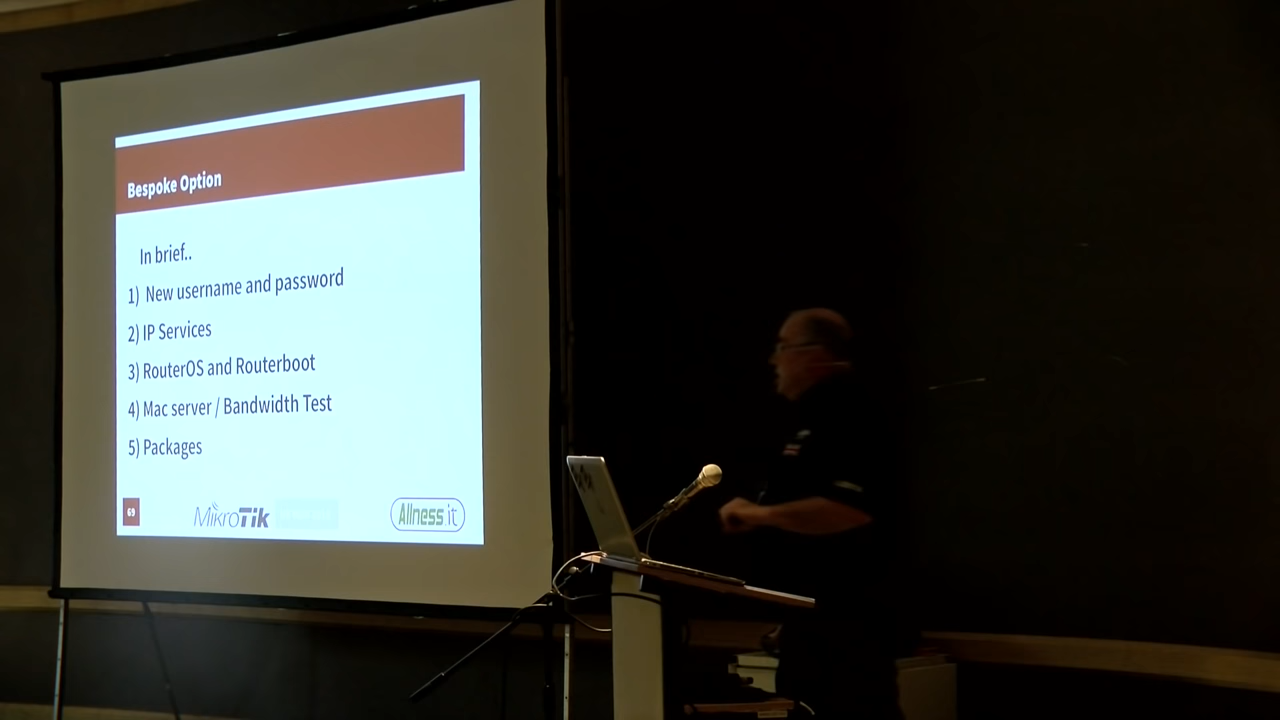 Bespoke Option
In brief..
1) New username and password
2) IP Services
3) RouterOS and Routerboot
4) Mac server / Bandwidth Test
5) Packages
69
MikroTik
Allness.it